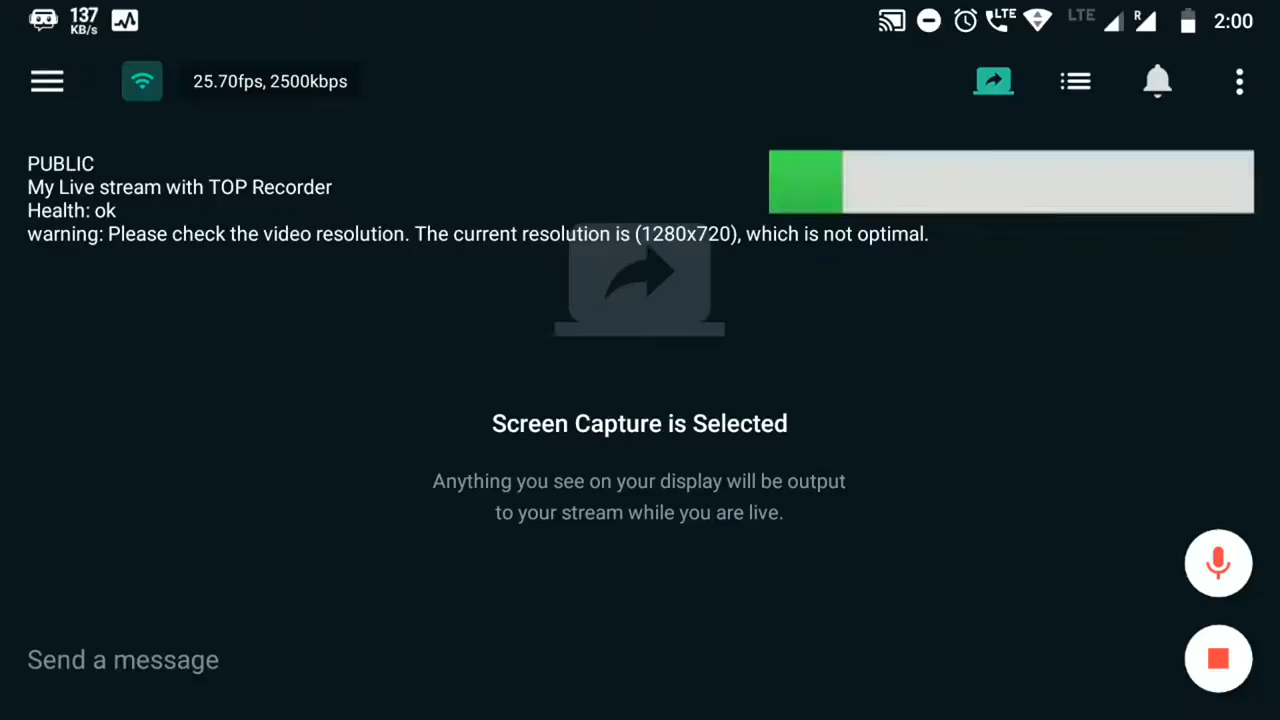 137
KB/s
LTE
LTE
R
2:00
25.70fps, 2500kbps
PUBLIC
My Live stream with TOP Recorder
Health: ok
warning: Please check the video resolution. The current resolution is (1280x720), which is not optimal.
Screen Capture is Selected
Anything you see on your display will be output
to your stream while you are live.
Send a message